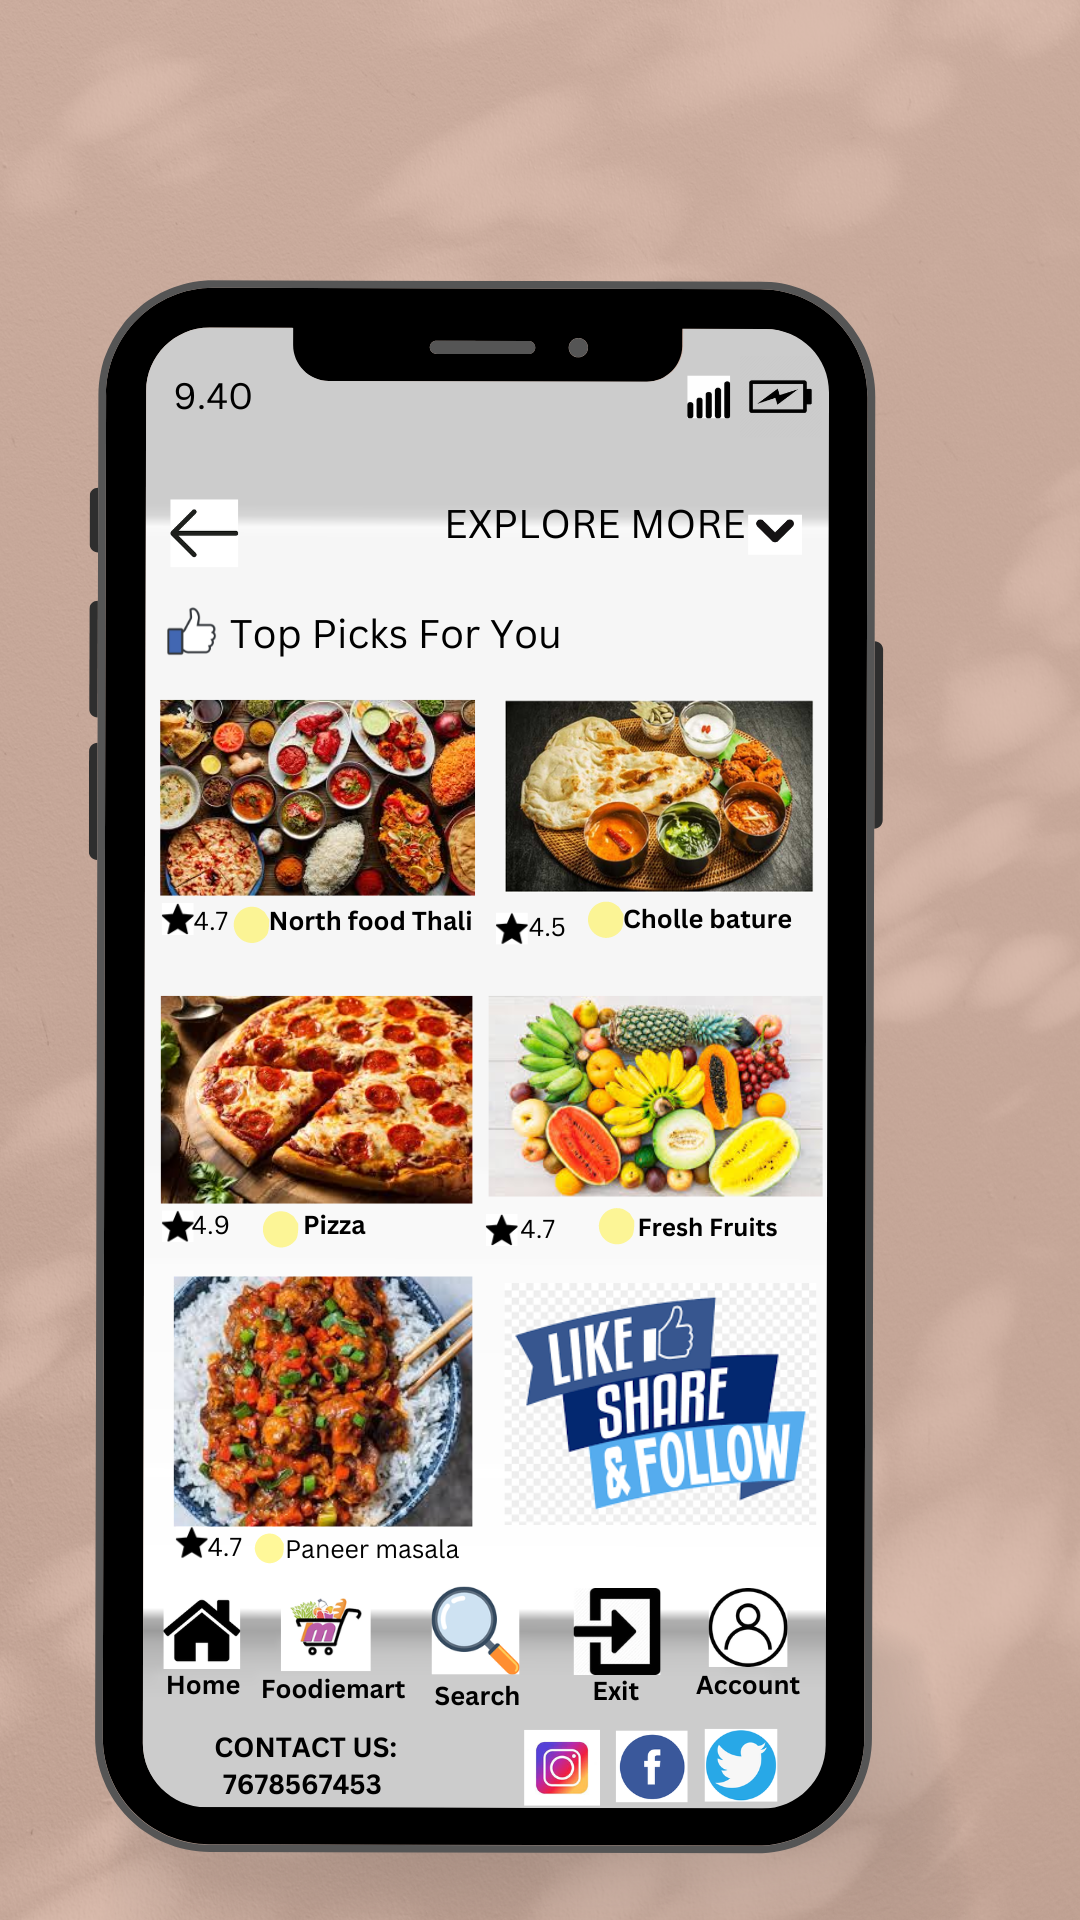 9.40
EXPLORE MORE
Top Picks For You
4.7 North food Thali
4.5 Cholle bature
4.9 Pizza
4.7 Fresh Fruits
LIKE
SHARE
& FOLLOW
4.7 Paneer masala
m
Home Foodiemart Search Exit Account
CONTACT US:
7678567453
f